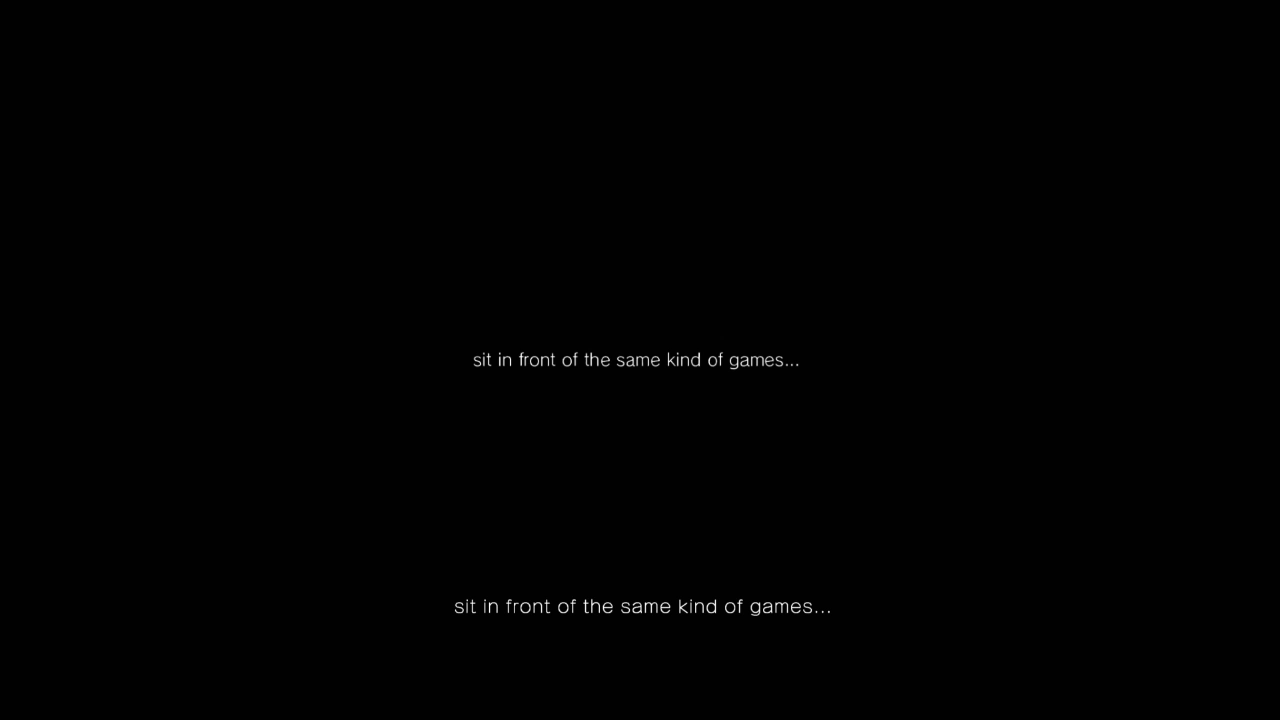 sit in front of the same kind of games...
sit in front of the same kind of games...